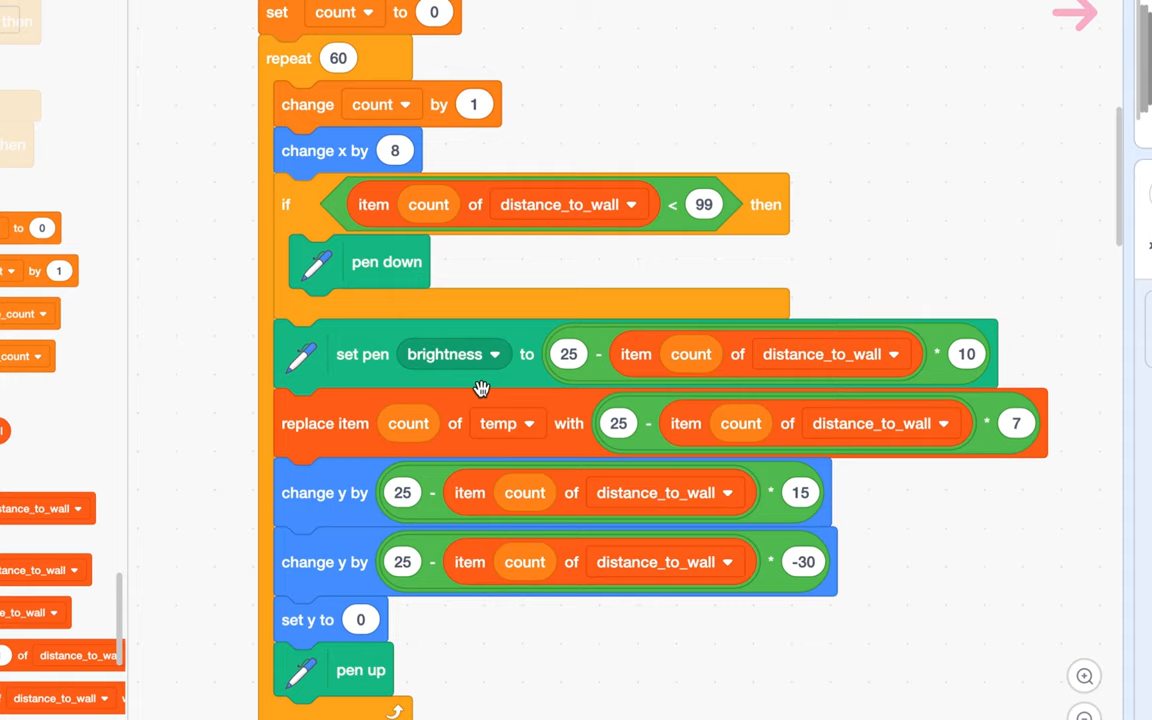 then
set count to 0
repeat 60
change count by 1
change x by 8
if item count of distance_to_wall < 99 then
pen down
set pen brightness to 25 - item count of distance_to_wall * 10
replace item count of temp with 25 - item count of distance_to_wall * 7
change y by 25 - item count of distance_to_wall * 15
change y by 25 - item count of distance_to_wall * -30
set y to 0
pen up
to 0
by 1
_count
count
of distance_to_wa
distance_to_wall